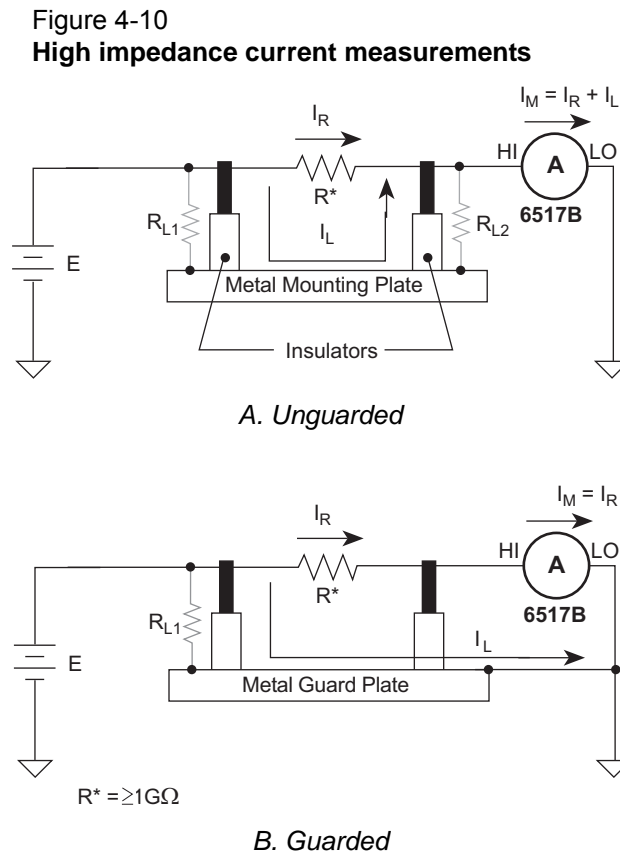 Figure 4-10
High impedance current measurements
I_M = I_R + I_L
I_R
HI
A
LO
R*
6517B
R_L1
I_L
R_L2
E
Metal Mounting Plate
Insulators
A. Unguarded
I_M = I_R
I_R
HI
A
LO
R*
6517B
R_L1
I_L
E
Metal Guard Plate
R* = ≥1GΩ
B. Guarded